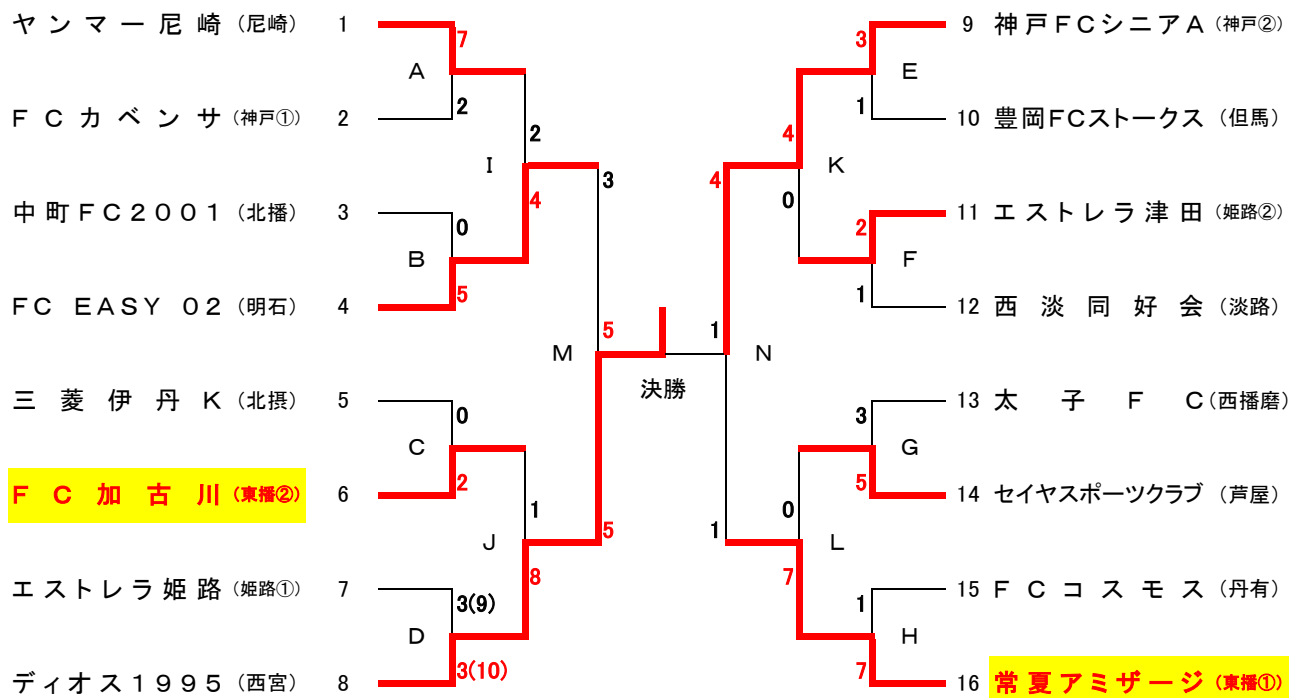 ヤンマー尼崎 (尼崎) 1
7
A
2
FCカベンサ (神戸①) 2
2
I
4
中町FC2001 (北播) 3
0
B
5
FC EASY 02 (明石) 4
3
M
5
三菱伊丹K (北摂) 5
0
C
2
FC加古川 (東播②) 6
1
J
8
5
エストレラ姫路 (姫路①) 7
3(9)
D
3(10)
ディオス1995 (西宮) 8
決勝
9 神戸FCシニアA (神戸②)
3
E
1
10 豊岡FCストークス (但馬)
4
K
0
4
11 エストレラ津田 (姫路②)
2
F
1
12 西淡同好会 (淡路)
1
N
1
13 太子FC (西播磨)
3
G
5
14 セイヤスポーツクラブ (芦屋)
0
L
7
15 FCコスモス (丹有)
1
H
7
16 常夏アミザージ (東播①)